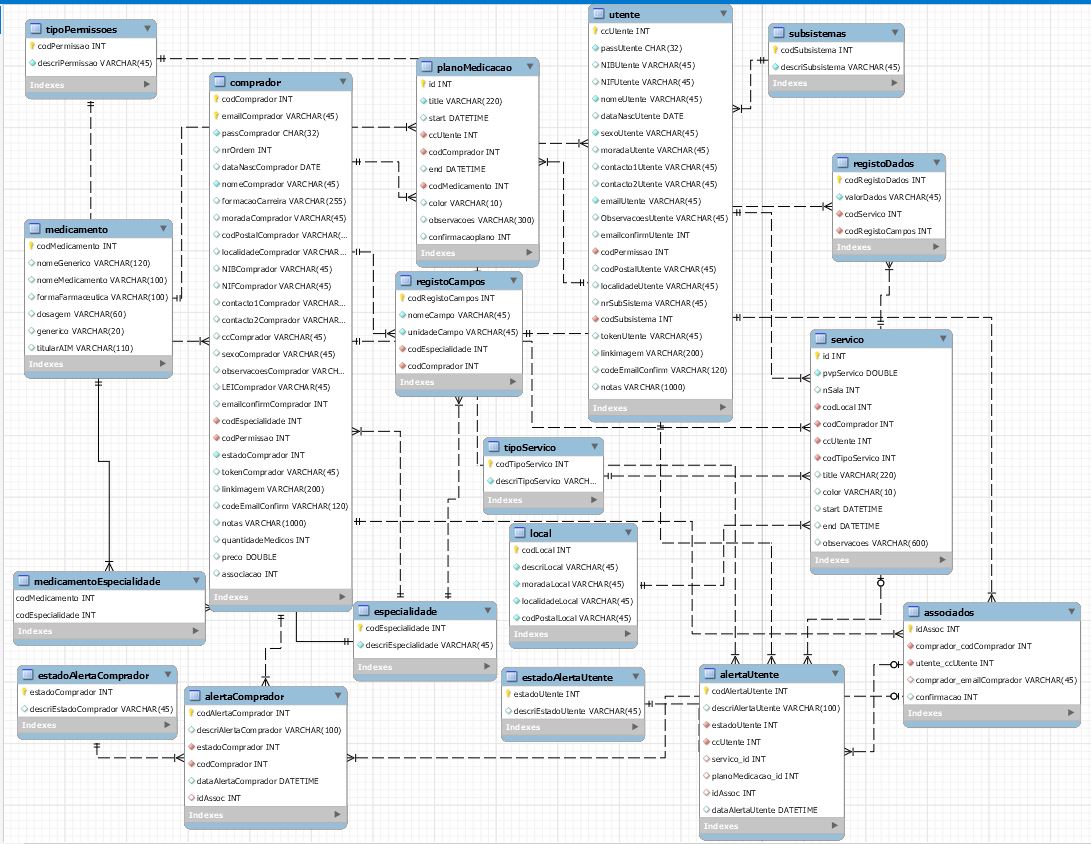 tipoPermissoes
codPermissao INT
descriPermissao VARCHAR(45)
Indexes
comprador
codComprador INT
emailComprador VARCHAR(45)
passComprador CHAR(32)
nrOrdem INT
dataNascComprador DATE
nomeComprador VARCHAR(45)
formacaoCarreira VARCHAR(255)
moradaComprador VARCHAR(45)
codPostalComprador VARCHAR(...
localidadeComprador VARCHAR...
NIBComprador VARCHAR(45)
NIFComprador VARCHAR(45)
contacto1Comprador VARCHAR...
contacto2Comprador VARCHAR...
ccComprador VARCHAR(45)
sexoComprador VARCHAR(45)
observacoesComprador VARCH...
LEIComprador VARCHAR(45)
emailconfirmComprador INT
codEspecialidade INT
codPermissao INT
estadoComprador INT
tokenComprador VARCHAR(45)
linkimagem VARCHAR(200)
codeEmailConfirm VARCHAR(120)
notas VARCHAR(1000)
quantidadeMedicos INT
preco DOUBLE
associacao INT
Indexes
planoMedicacao
id INT
title VARCHAR(220)
start DATETIME
ccUtente INT
codComprador INT
end DATETIME
codMedicamento INT
color VARCHAR(10)
observacoes VARCHAR(300)
confirmacaoplano INT
Indexes
utente
ccUtente INT
passUtente CHAR(32)
NIBUtente VARCHAR(45)
NIFUtente VARCHAR(45)
nomeUtente VARCHAR(45)
dataNascUtente DATE
sexoUtente VARCHAR(45)
moradaUtente VARCHAR(45)
contacto1Utente VARCHAR(45)
contacto2Utente VARCHAR(45)
emailUtente VARCHAR(45)
ObservacoesUtente VARCHAR(45)
emailconfirmUtente INT
codPermissao INT
codPostalUtente VARCHAR(45)
localidadeUtente VARCHAR(45)
nrSubSistema VARCHAR(45)
codSubsistema INT
tokenUtente VARCHAR(45)
linkimagem VARCHAR(200)
codeEmailConfirm VARCHAR(120)
notas VARCHAR(1000)
Indexes
subsistemas
codSubsistema INT
descriSubsistema VARCHAR(45)
Indexes
registoDados
codRegistoDados INT
valorDados VARCHAR(45)
codServico INT
codRegistoCampos INT
Indexes
medicamento
codMedicamento INT
nomeGenerico VARCHAR(120)
nomeMedicamento VARCHAR(100)
formaFarmaceutica VARCHAR(100)
dosagem VARCHAR(60)
generico VARCHAR(20)
titularAIM VARCHAR(110)
Indexes
registoCampos
codRegistoCampos INT
nomeCampo VARCHAR(45)
unidadeCampo VARCHAR(45)
codEspecialidade INT
codComprador INT
Indexes
servico
id INT
pvpServico DOUBLE
nSala INT
codLocal INT
codComprador INT
ccUtente INT
codTipoServico INT
title VARCHAR(220)
color VARCHAR(10)
start DATETIME
end DATETIME
observacoes VARCHAR(600)
Indexes
tipoServico
codTipoServico INT
descriTipoServico VARCH...
Indexes
local
codLocal INT
descriLocal VARCHAR(45)
moradaLocal VARCHAR(45)
localidadeLocal VARCHAR(45)
codPostalLocal VARCHAR(45)
Indexes
medicamentoEspecialidade
codMedicamento INT
codEspecialidade INT
Indexes
especialidade
codEspecialidade INT
descriEspecialidade VARCHAR(45)
Indexes
associados
idAssoc INT
comprador_codComprador INT
utente_ccUtente INT
comprador_emailComprador VARCHAR(45)
confirmacao INT
Indexes
estadoAlertaComprador
estadoComprador INT
descriEstadoComprador VARCHAR(45)
Indexes
alertaComprador
codAlertaComprador INT
descriAlertaComprador VARCHAR(100)
estadoComprador INT
codComprador INT
dataAlertaComprador DATETIME
idAssoc INT
Indexes
estadoAlertaUtente
estadoUtente INT
descriEstadoUtente VARCHAR(45)
Indexes
alertaUtente
codAlertaUtente INT
descriAlertaUtente VARCHAR(100)
estadoUtente INT
ccUtente INT
servico_id INT
planoMedicacao_id INT
idAssoc INT
dataAlertaUtente DATETIME
Indexes